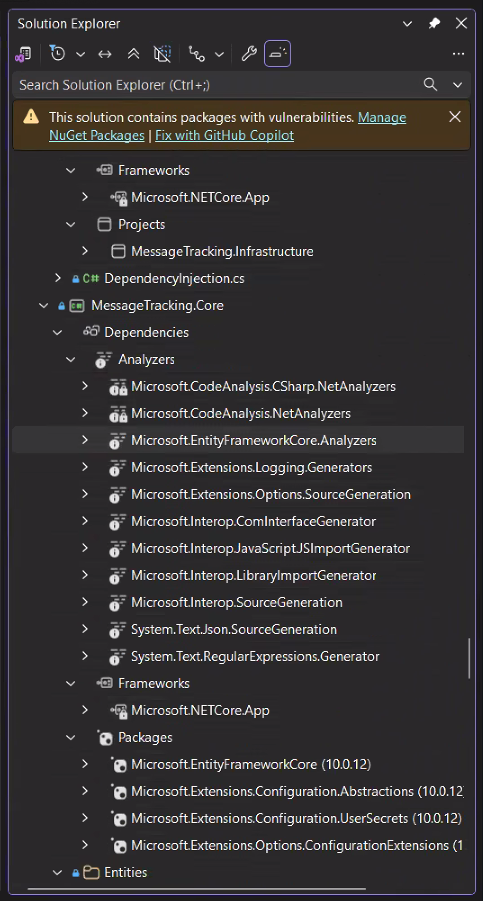 Solution Explorer
Search Solution Explorer (Ctrl+;)
This solution contains packages with vulnerabilities. Manage
NuGet Packages | Fix with GitHub Copilot
Frameworks
Microsoft.NETCore.App
Projects
MessageTracking.Infrastructure
C# DependencyInjection.cs
MessageTracking.Core
Dependencies
Analyzers
Microsoft.CodeAnalysis.CSharp.NetAnalyzers
Microsoft.CodeAnalysis.NetAnalyzers
Microsoft.EntityFrameworkCore.Analyzers
Microsoft.Extensions.Logging.Generators
Microsoft.Extensions.Options.SourceGeneration
Microsoft.Interop.ComInterfaceGenerator
Microsoft.Interop.JavaScript.JSImportGenerator
Microsoft.Interop.LibraryImportGenerator
Microsoft.Interop.SourceGeneration
System.Text.Json.SourceGeneration
System.Text.RegularExpressions.Generator
Frameworks
Microsoft.NETCore.App
Packages
Microsoft.EntityFrameworkCore (10.0.12)
Microsoft.Extensions.Configuration.Abstractions (10.0.12)
Microsoft.Extensions.Configuration.UserSecrets (10.0.12)
Microsoft.Extensions.Options.ConfigurationExtensions (1
Entities